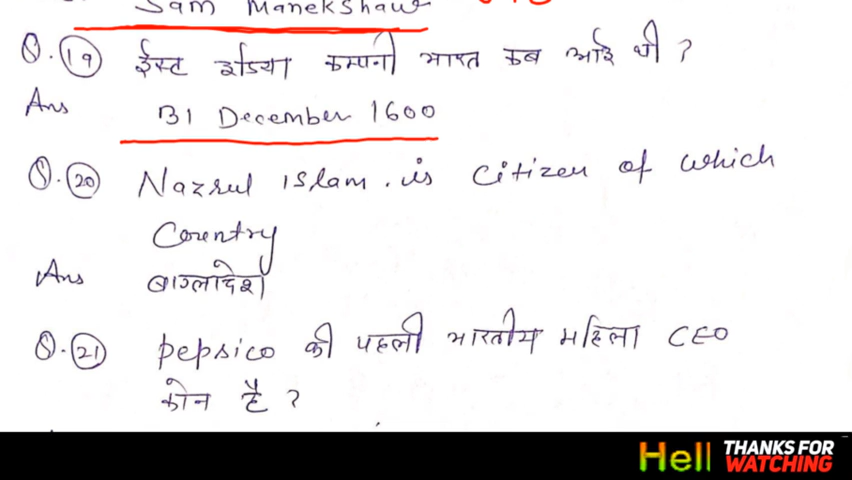 Sam Manekshaw
Q. 19 ईस्ट इंडिया कम्पनी भारत कब आई थी ?
Ans 31 December 1600
Q. 20 Nazrul islam. is citizen of which
Country
Ans बाग्लादेश
Q. 21 pepsico की पहली भारतीय महिला CEO
कोन है ?
Hell THANKS FOR
WATCHING